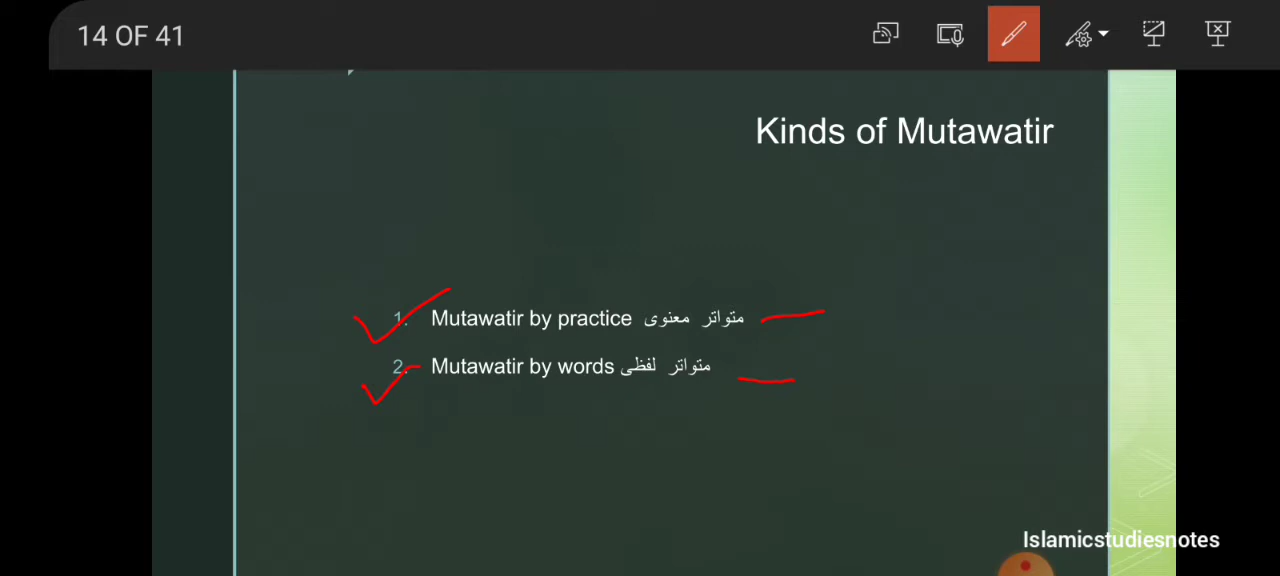 14 OF 41
Kinds of Mutawatir
1. Mutawatir by practice متواتر معنوی
2. Mutawatir by words متواتر لفظی
Islamicstudiesnotes